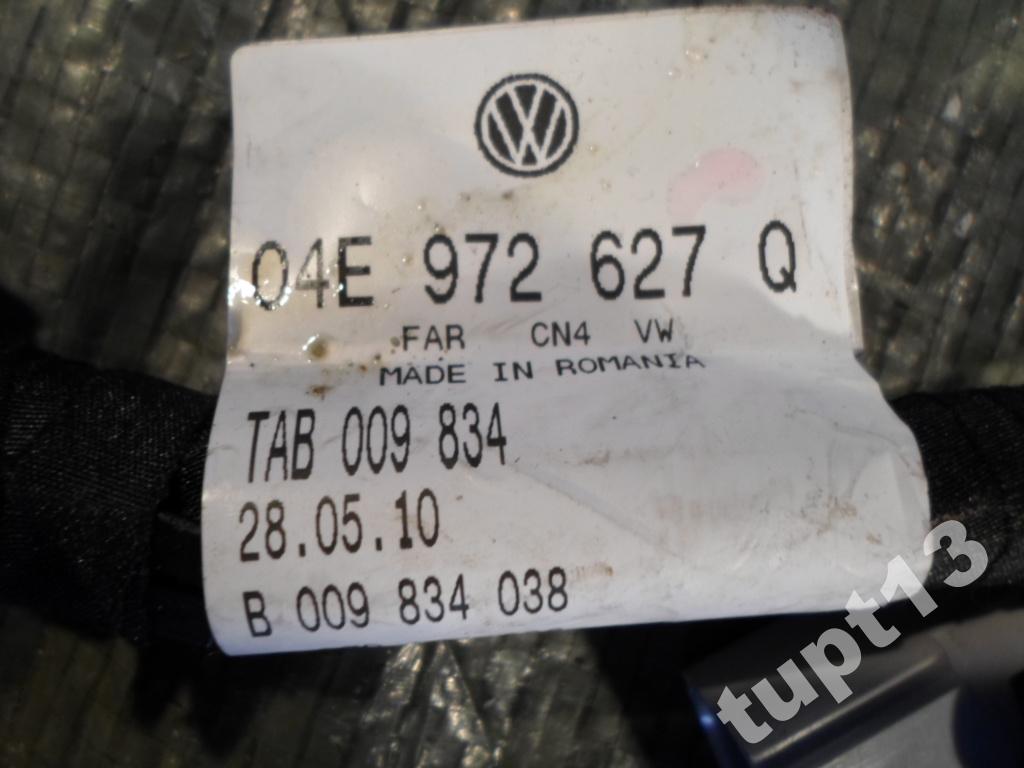 VW
04E 972 627 Q
FAR CN4 VW
MADE IN ROMANIA
TAB 009 834
28.05.10
B 009 834 038
tupt13